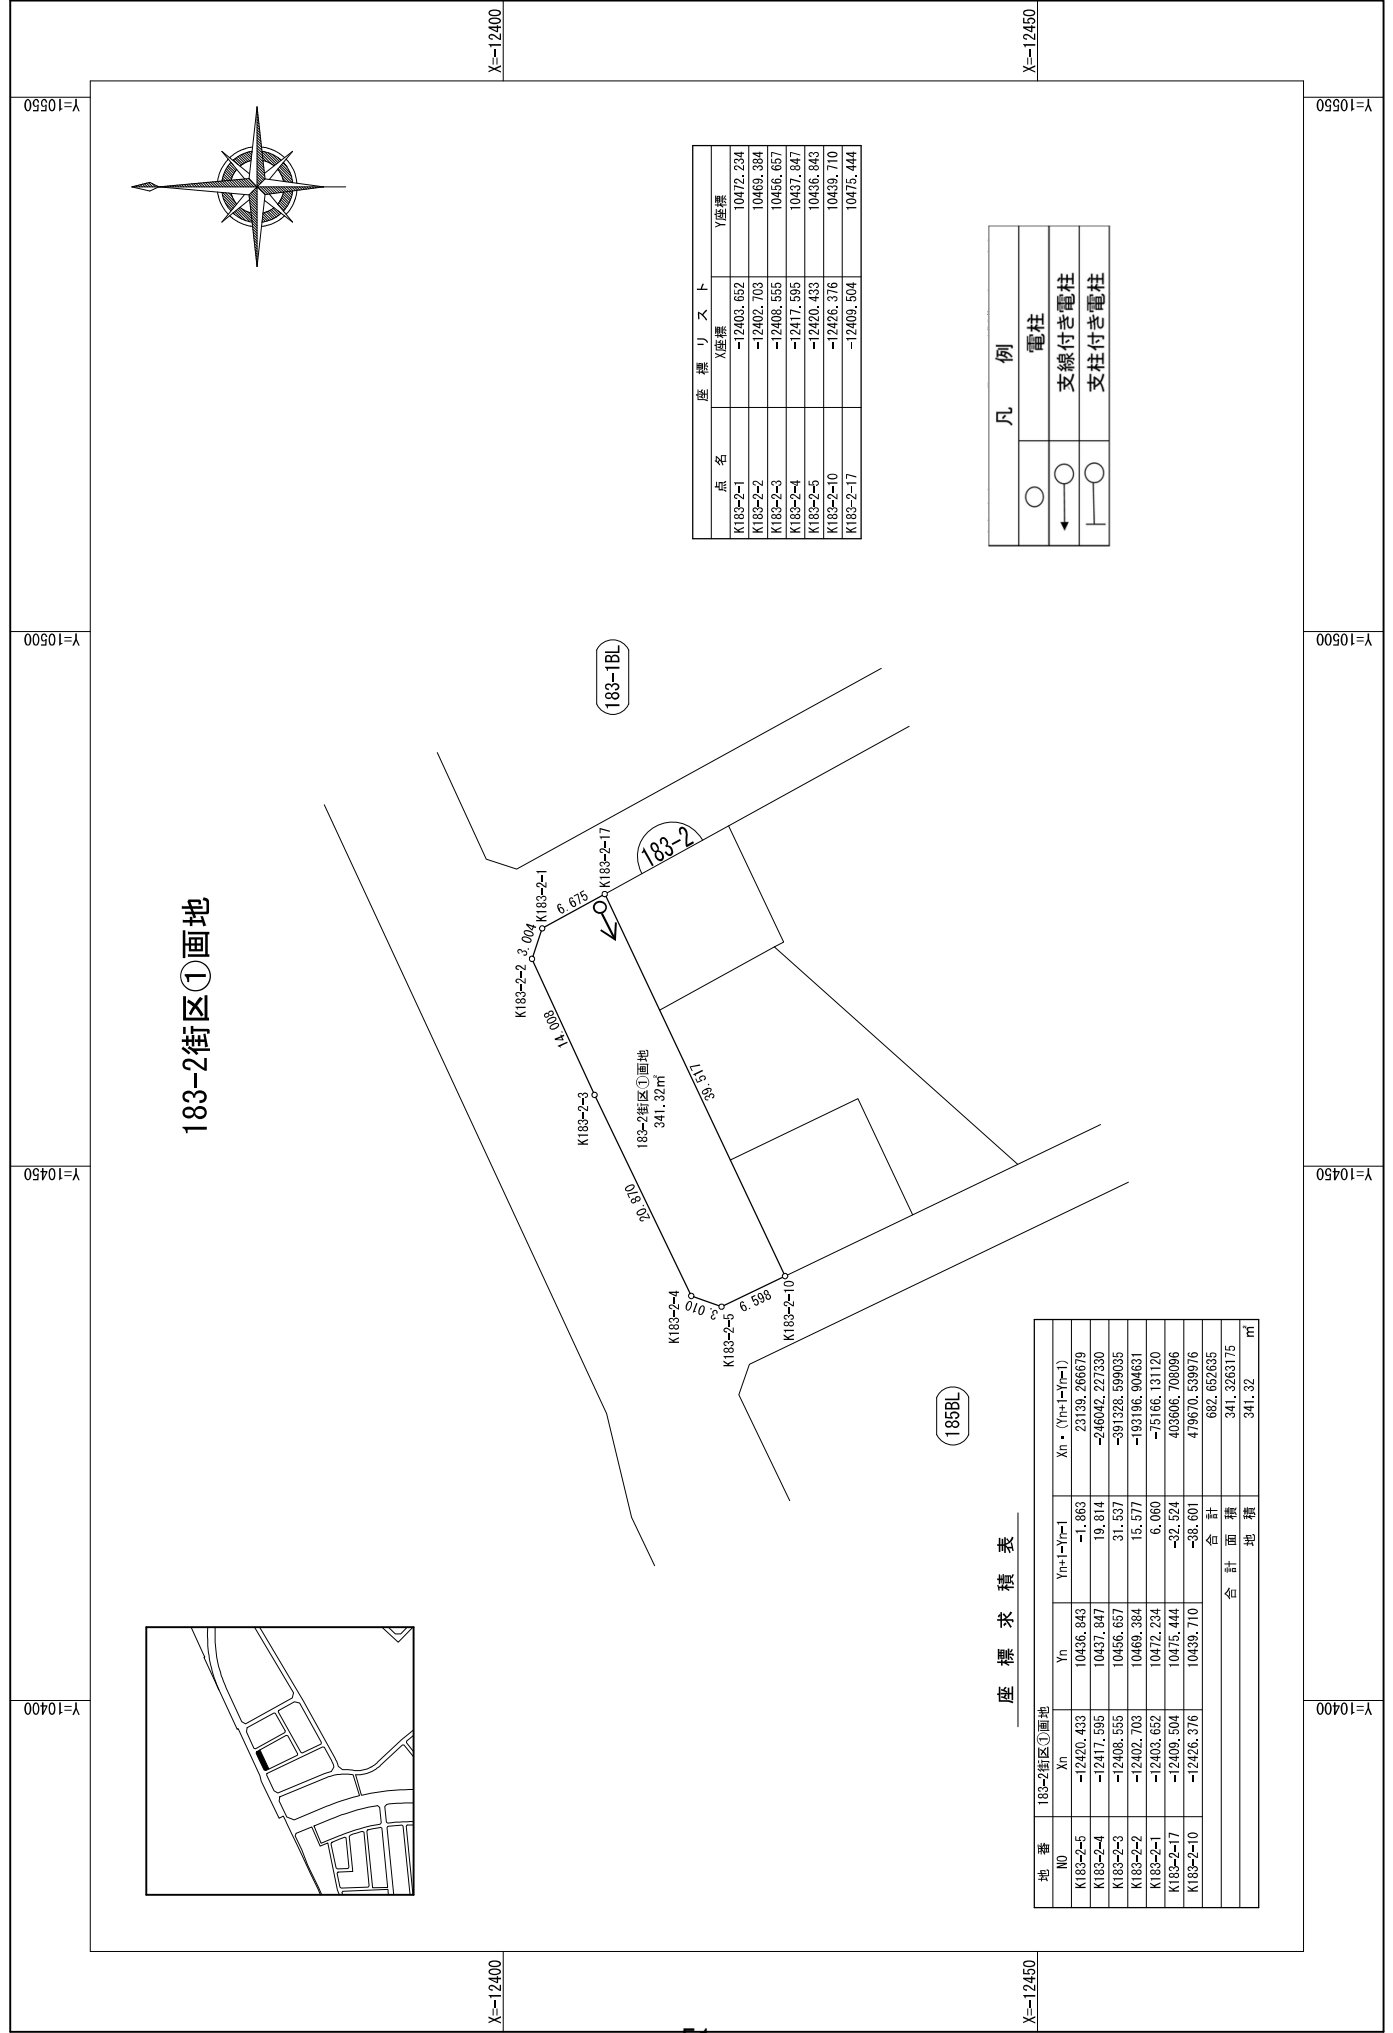 183-2街区①画地
X=-12400
X=-12450
Y=10400
Y=10450
Y=10500
Y=10550
X=-12400
X=-12450
Y=10400
Y=10450
Y=10500
Y=10550
183-1BL
183-2
185BL
K183-2-1
K183-2-2
K183-2-3
K183-2-4
K183-2-5
K183-2-10
K183-2-17
3.004
6.675
14.008
20.870
3.010
6.598
39.517
183-2街区①画地
341.32㎡
座標リスト
点名 X座標 Y座標
K183-2-1 -12403.652 10472.234
K183-2-2 -12402.703 10469.384
K183-2-3 -12408.555 10456.657
K183-2-4 -12417.595 10437.847
K183-2-5 -12420.433 10436.843
K183-2-10 -12426.376 10439.710
K183-2-17 -12409.504 10475.444
凡例
電柱
支線付き電柱
支柱付き電柱
座標求積表
地番 183-2街区①画地
NO Xn Yn Yn+1-Yn-1 Xn・(Yn+1-Yn-1)
K183-2-5 -12420.433 10436.843 -1.863 23139.266679
K183-2-4 -12417.595 10437.847 19.814 -246042.227330
K183-2-3 -12408.555 10456.657 31.537 -391328.599035
K183-2-2 -12402.703 10469.384 15.577 -193196.904631
K183-2-1 -12403.652 10472.234 6.060 -75166.131120
K183-2-17 -12409.504 10475.444 -32.524 403606.708096
K183-2-10 -12426.376 10439.710 -38.601 479670.539976
合計 682.652635
合計面積 341.3263175
地積 341.32 ㎡